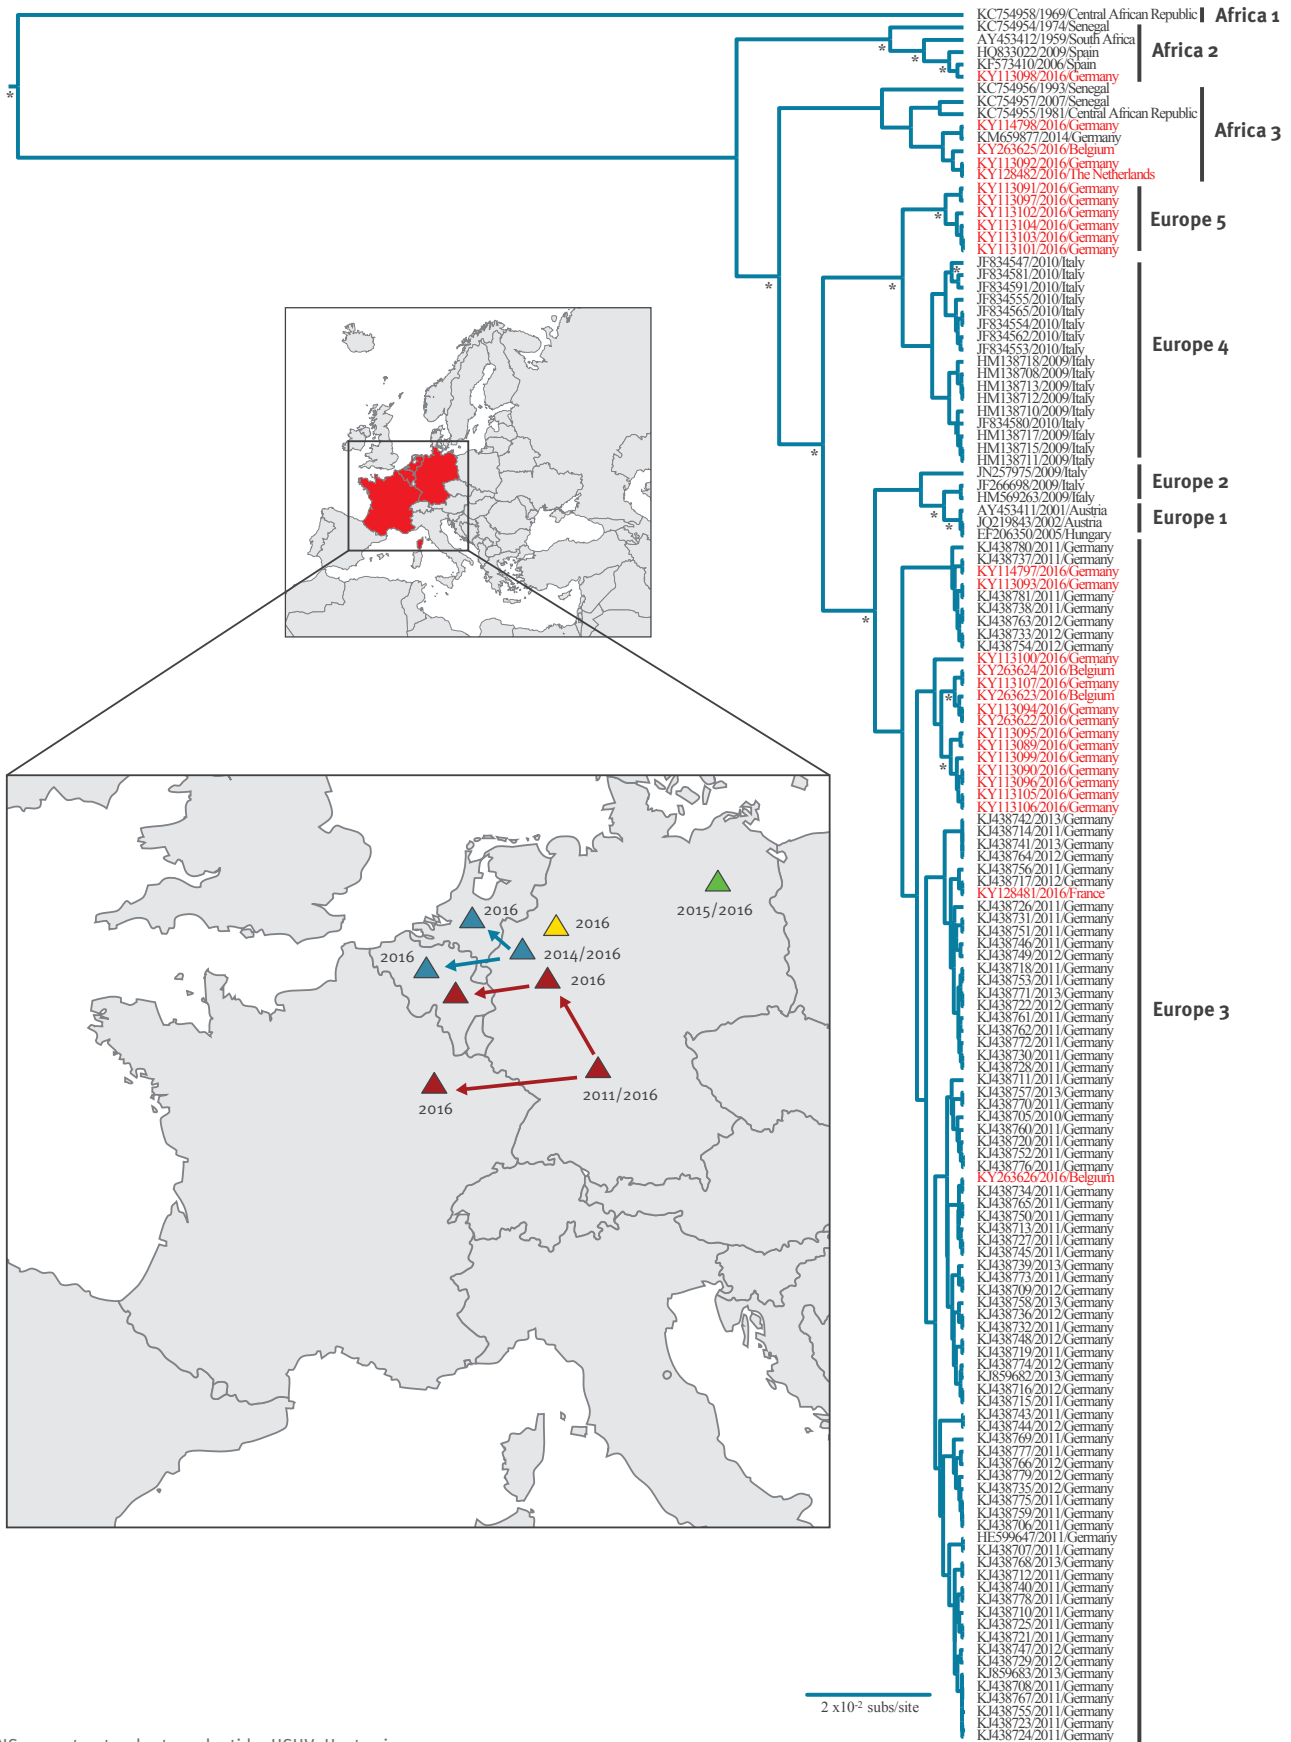 KC754958/1969/Central African Republic
Africa 1
KC754954/1974/Senegal
AY453412/1959/South Africa
HQ833022/2009/Spain
KF573410/2006/Spain
KY113098/2016/Germany
Africa 2
KC754956/1993/Senegal
KC754957/2007/Senegal
KC754955/1981/Central African Republic
KY114798/2016/Germany
KM659877/2014/Germany
KY263625/2016/Belgium
KY113092/2016/Germany
KY128482/2016/The Netherlands
Africa 3
KY113091/2016/Germany
KY113097/2016/Germany
KY113102/2016/Germany
KY113104/2016/Germany
KY113103/2016/Germany
KY113101/2016/Germany
Europe 5
JF834547/2010/Italy
JF834581/2010/Italy
JF834591/2010/Italy
JF834555/2010/Italy
JF834565/2010/Italy
JF834554/2010/Italy
JF834562/2010/Italy
JF834553/2010/Italy
HM138718/2009/Italy
HM138708/2009/Italy
HM138713/2009/Italy
HM138712/2009/Italy
HM138710/2009/Italy
JF834580/2010/Italy
HM138717/2009/Italy
HM138715/2009/Italy
HM138711/2009/Italy
Europe 4
JN257975/2009/Italy
JF266698/2009/Italy
HM569263/2009/Italy
Europe 2
AY453411/2001/Austria
JQ219843/2002/Austria
EF206350/2005/Hungary
Europe 1
KJ438780/2011/Germany
KJ438737/2011/Germany
KY114797/2016/Germany
KY113093/2016/Germany
KJ438781/2011/Germany
KJ438738/2011/Germany
KJ438763/2012/Germany
KJ438733/2012/Germany
KJ438754/2012/Germany
KY113100/2016/Germany
KY263624/2016/Belgium
KY113107/2016/Germany
KY263623/2016/Belgium
KY113094/2016/Germany
KY263622/2016/Germany
KY113095/2016/Germany
KY113089/2016/Germany
KY113099/2016/Germany
KY113090/2016/Germany
KY113096/2016/Germany
KY113105/2016/Germany
KY113106/2016/Germany
KJ438742/2013/Germany
KJ438714/2011/Germany
KJ438741/2013/Germany
KJ438764/2012/Germany
KJ438756/2011/Germany
KJ438717/2012/Germany
KY128481/2016/France
KJ438726/2011/Germany
KJ438731/2011/Germany
KJ438751/2011/Germany
KJ438746/2011/Germany
KJ438749/2012/Germany
KJ438718/2011/Germany
KJ438753/2011/Germany
KJ438771/2013/Germany
KJ438722/2012/Germany
KJ438761/2011/Germany
KJ438762/2011/Germany
KJ438772/2011/Germany
KJ438730/2011/Germany
KJ438728/2011/Germany
KJ438711/2011/Germany
KJ438757/2013/Germany
KJ438770/2011/Germany
KJ438705/2010/Germany
KJ438760/2011/Germany
KJ438720/2011/Germany
KJ438752/2011/Germany
KJ438776/2011/Germany
KY263626/2016/Belgium
KJ438734/2011/Germany
KJ438765/2011/Germany
KJ438750/2011/Germany
KJ438713/2011/Germany
KJ438727/2011/Germany
KJ438745/2011/Germany
KJ438739/2013/Germany
KJ438773/2011/Germany
KJ438709/2012/Germany
KJ438758/2013/Germany
KJ438736/2012/Germany
KJ438732/2011/Germany
KJ438748/2012/Germany
KJ438719/2011/Germany
KJ438774/2012/Germany
KJ859682/2013/Germany
KJ438716/2012/Germany
KJ438715/2011/Germany
KJ438743/2011/Germany
KJ438744/2012/Germany
KJ438769/2011/Germany
KJ438777/2011/Germany
KJ438766/2012/Germany
KJ438779/2012/Germany
KJ438735/2012/Germany
KJ438775/2011/Germany
KJ438759/2011/Germany
KJ438706/2011/Germany
HE599647/2011/Germany
KJ438707/2011/Germany
KJ438768/2013/Germany
KJ438712/2011/Germany
KJ438740/2011/Germany
KJ438778/2011/Germany
KJ438710/2011/Germany
KJ438725/2011/Germany
KJ438721/2011/Germany
KJ438747/2012/Germany
KJ438729/2012/Germany
KJ859683/2013/Germany
KJ438708/2011/Germany
KJ438767/2011/Germany
KJ438755/2011/Germany
KJ438723/2011/Germany
KJ438724/2011/Germany
Europe 3
2015/2016
2016
2016
2014/2016
2016
2016
2011/2016
2016
2 x10⁻² subs/site